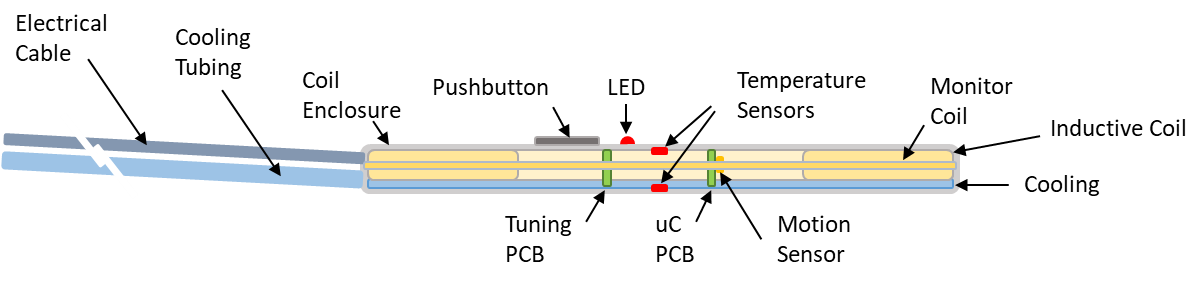 Electrical
Cable
Cooling
Tubing
Coil
Enclosure
Pushbutton
LED
Temperature
Sensors
Monitor
Coil
Inductive Coil
Cooling
Tuning
PCB
uC
PCB
Motion
Sensor